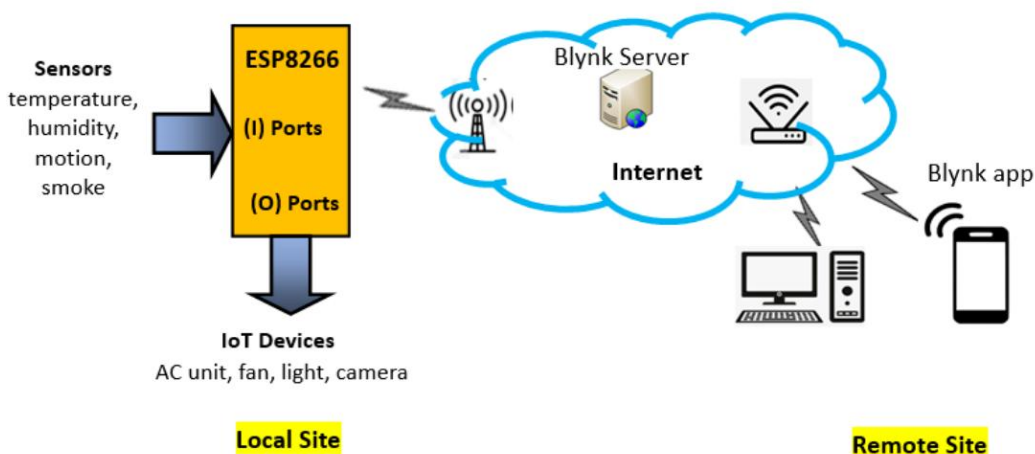 Sensors
temperature,
humidity,
motion,
smoke
ESP8266
(I) Ports
(O) Ports
IoT Devices
AC unit, fan, light, camera
Local Site
Blynk Server
Internet
Blynk app
Remote Site